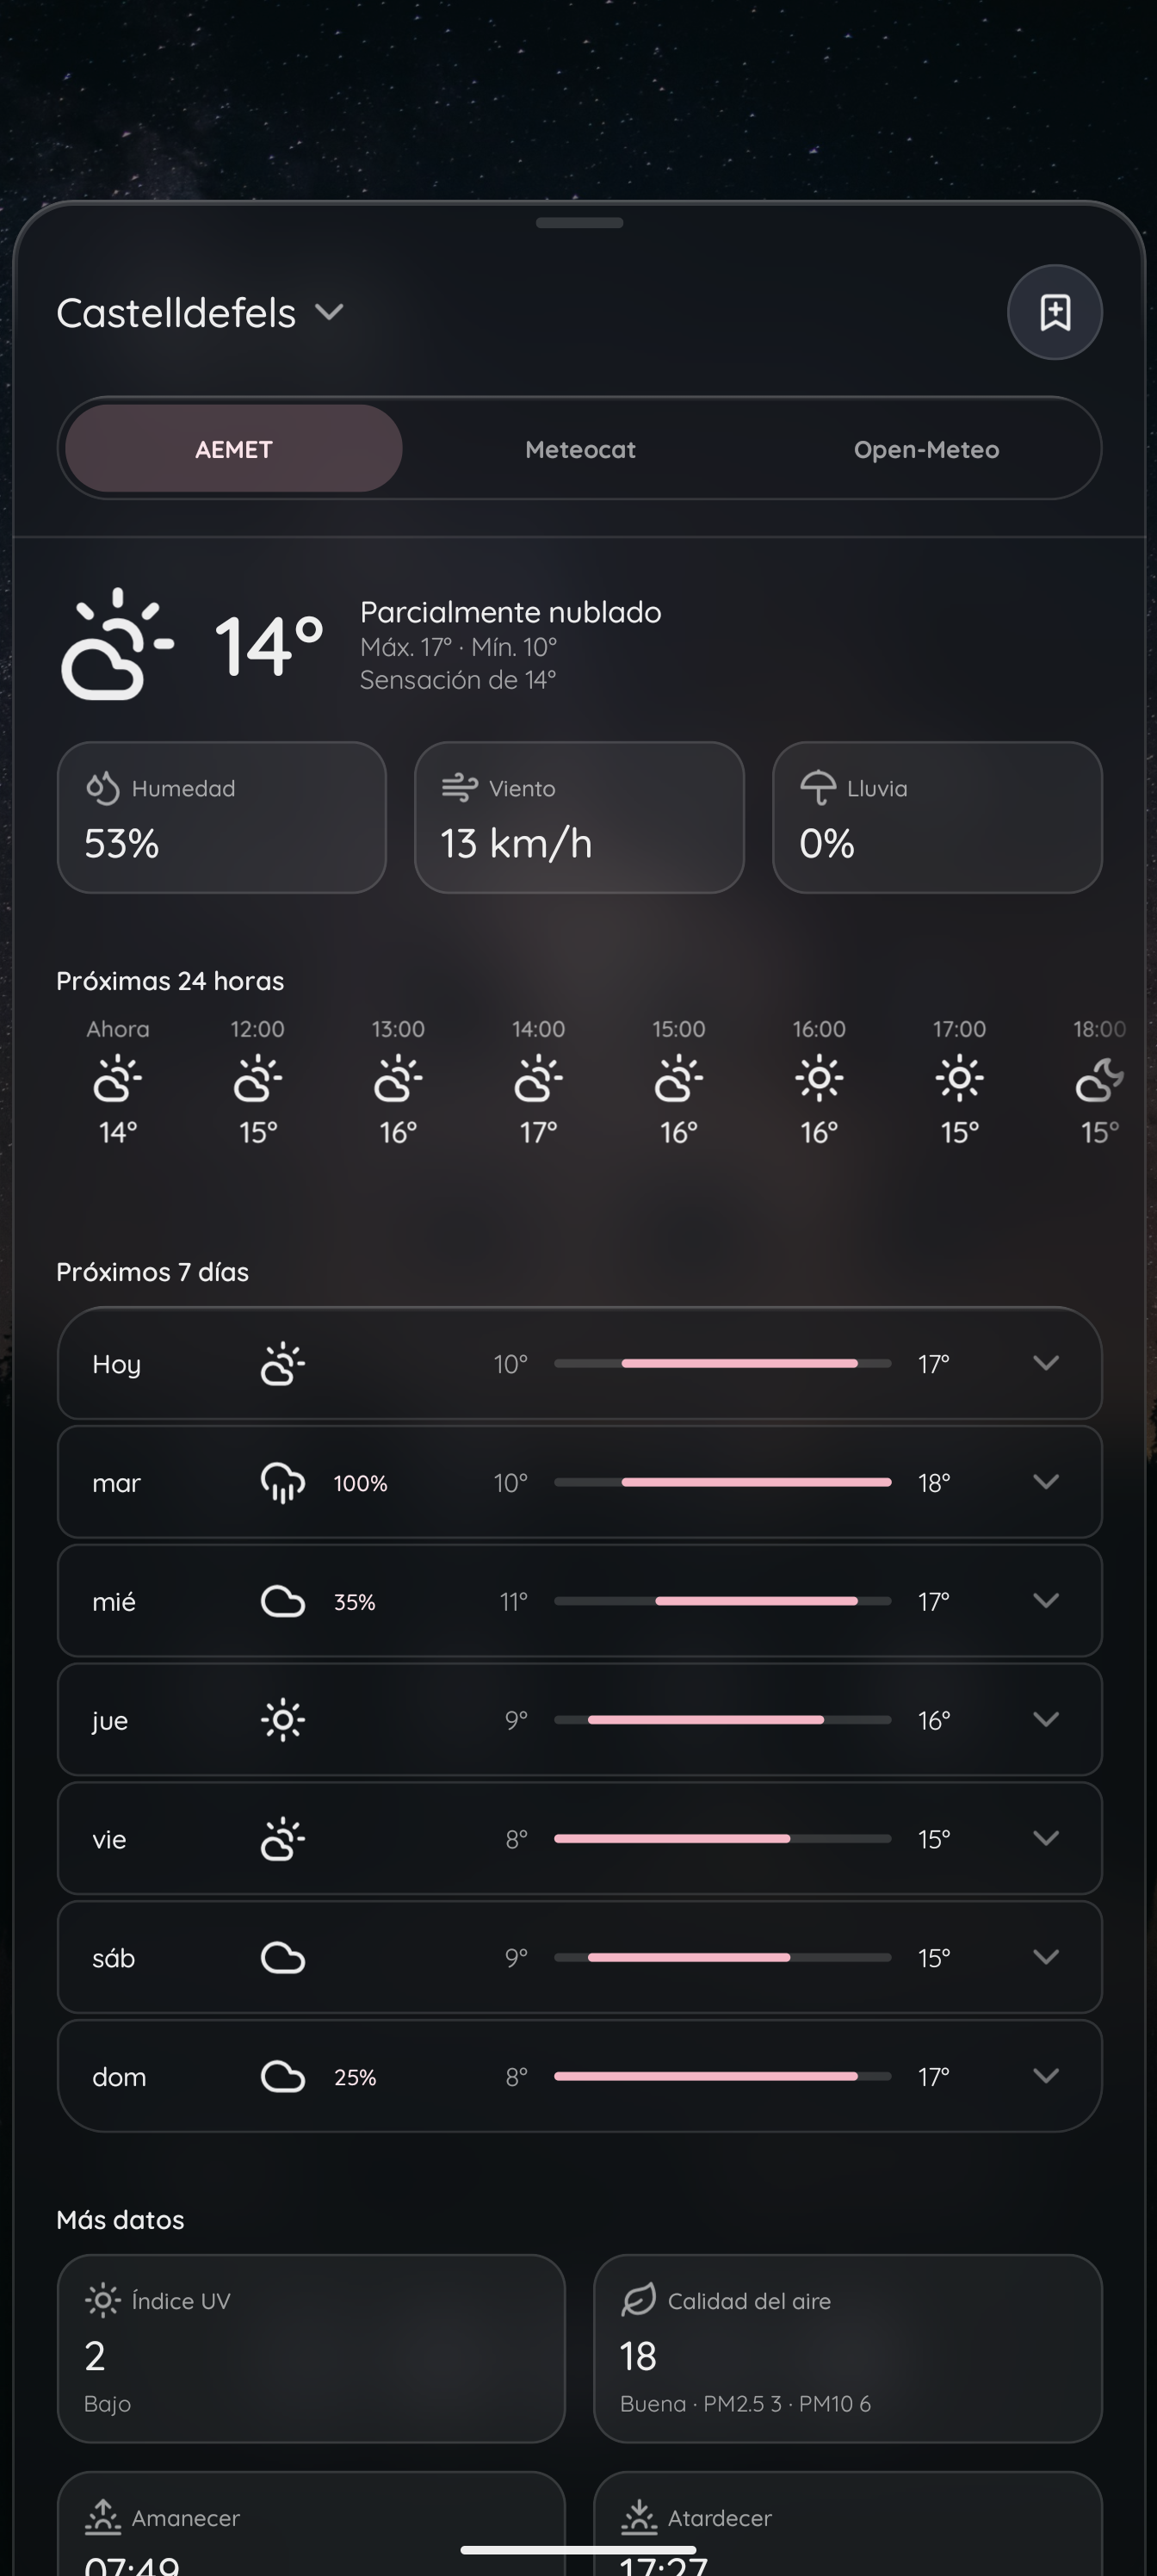 Castelldefels
AEMET Meteocat Open-Meteo
14°
Parcialmente nublado
Máx. 17° · Mín. 10°
Sensación de 14°
Humedad Viento Lluvia
53% 13 km/h 0%
Próximas 24 horas
Ahora 12:00 13:00 14:00 15:00 16:00 17:00 18:00
14° 15° 16° 17° 16° 16° 15° 15°
Próximos 7 días
Hoy 10° 17°
mar 100% 10° 18°
mié 35% 11° 17°
jue 9° 16°
vie 8° 15°
sáb 9° 15°
dom 25% 8° 17°
Más datos
Índice UV Calidad del aire
2 18
Bajo Buena · PM2.5 3 · PM10 6
Amanecer Atardecer
07:49 17:27